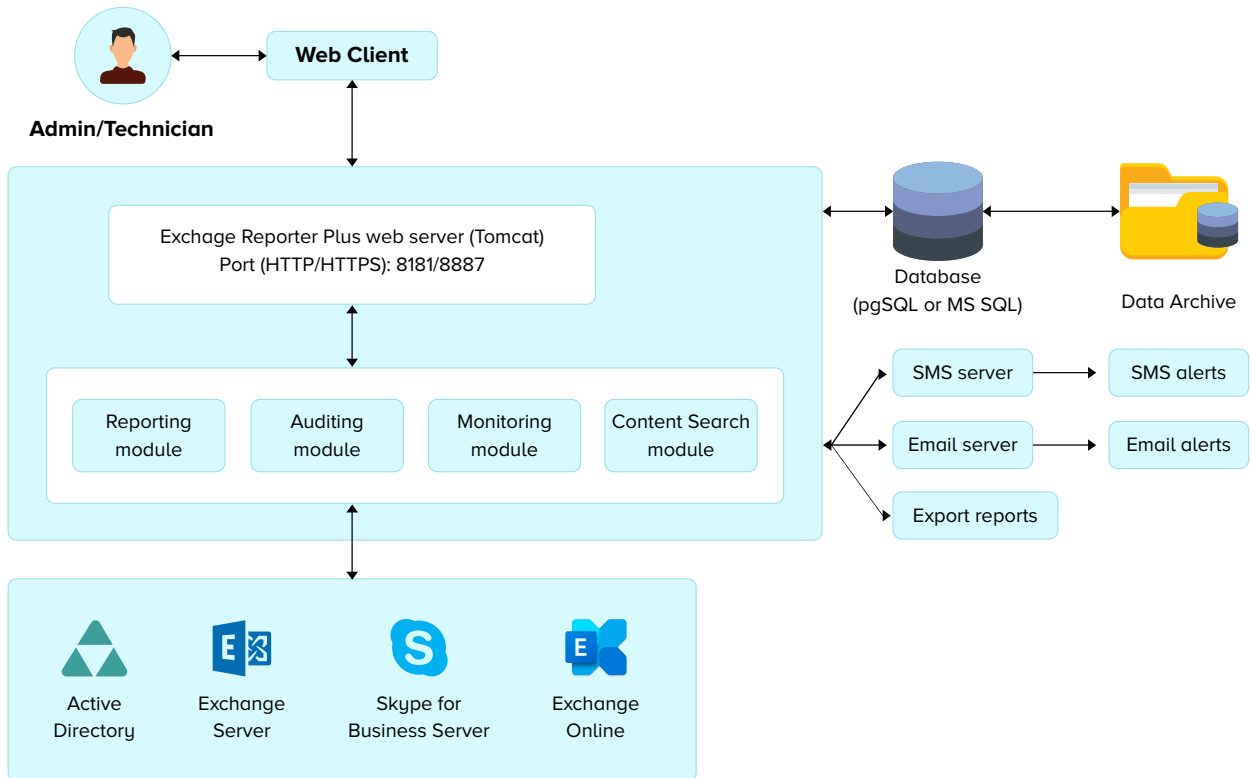 Web Client
Admin/Technician
Exchage Reporter Plus web server (Tomcat)
Port (HTTP/HTTPS): 8181/8887
Database
(pgSQL or MS SQL)
Data Archive
Reporting
module
Auditing
module
Monitoring
module
Content Search
module
SMS server
SMS alerts
Email server
Email alerts
Export reports
E
S
E
Active
Directory
Exchange
Server
Skype for
Business Server
Exchange
Online